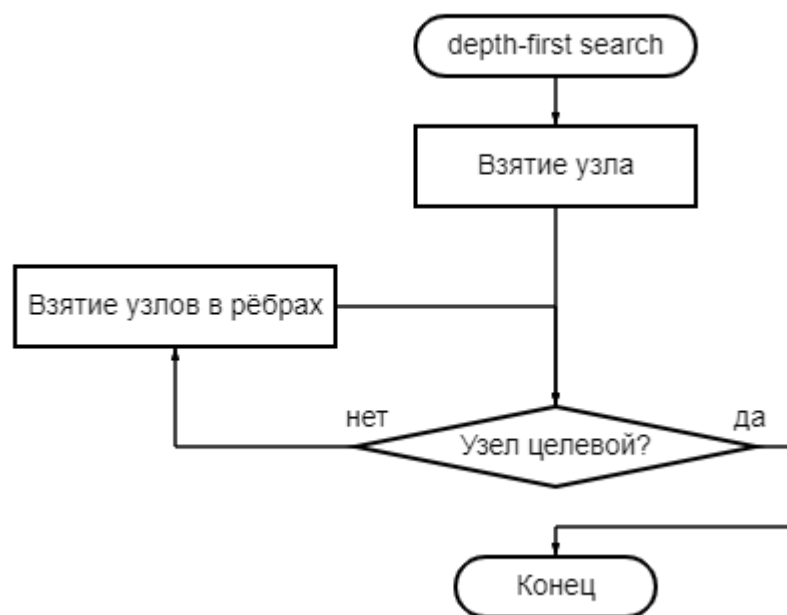 depth-first search
Взятие узла
Взятие узлов в рёбрах
нет
да
Узел целевой?
Конец